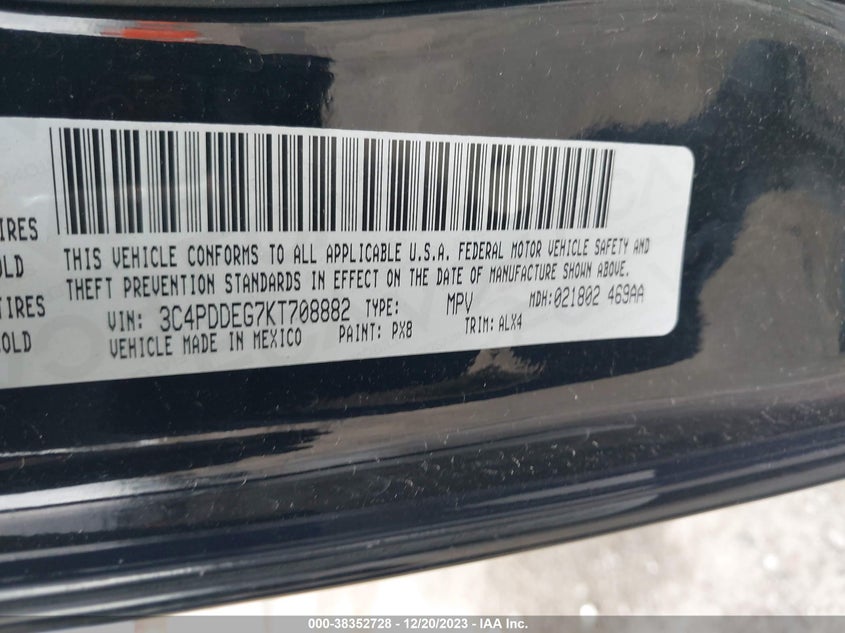 IRES
OLD
TIRES
COLD
THIS VEHICLE CONFORMS TO ALL APPLICABLE U.S.A. FEDERAL MOTOR VEHICLE SAFETY AND
THEFT PREVENTION STANDARDS IN EFFECT ON THE DATE OF MANUFACTURE SHOWN ABOVE.
VIN: 3C4PDDEG7KT708882 TYPE: MPV MDH:021802 469AA
VEHICLE MADE IN MEXICO PAINT: PX8 TRIM: ALX4
000-38352728 - 12/20/2023 - IAA Inc.